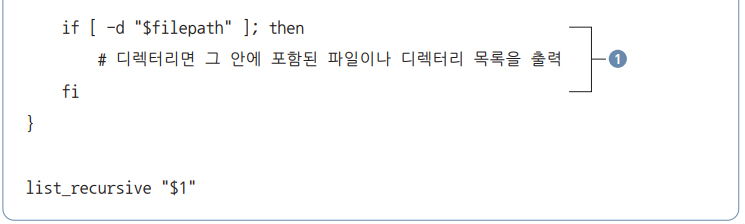 if [ -d "$filepath" ]; then
# 디렉터리면 그 안에 포함된 파일이나 디렉터리 목록을 출력
1
fi
}
list_recursive "$1"